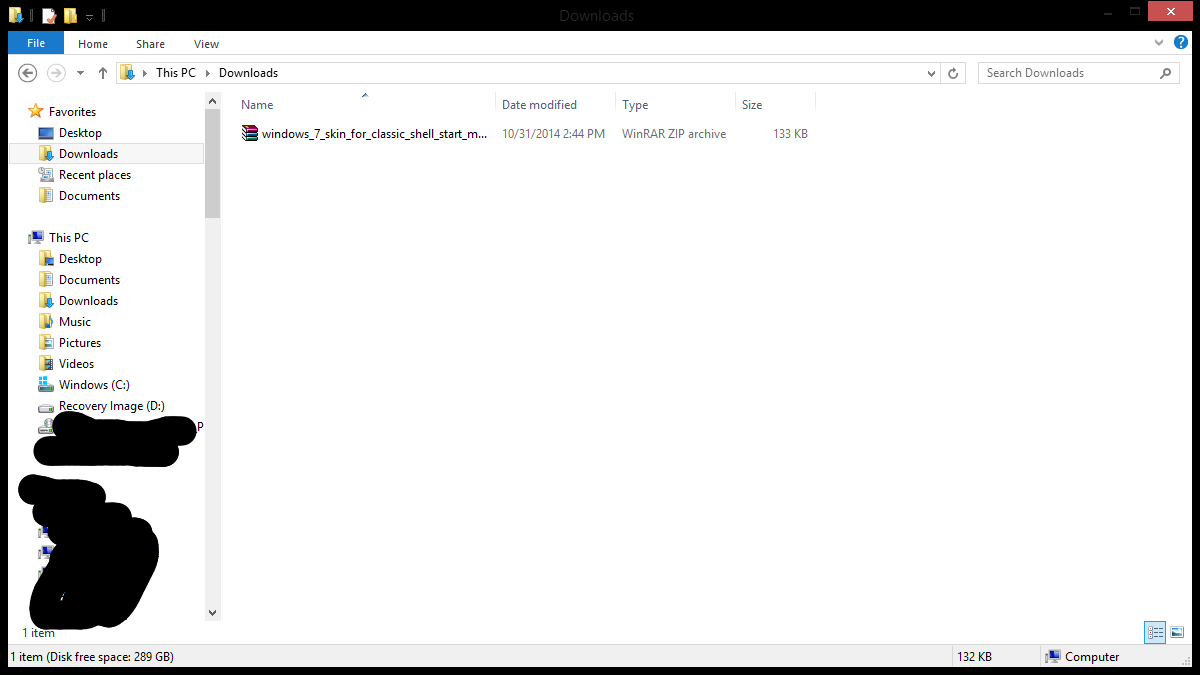 Downloads
File Home Share View
This PC Downloads
Search Downloads
Name Date modified Type Size
windows_7_skin_for_classic_shell_start_m... 10/31/2014 2:44 PM WinRAR ZIP archive 133 KB
Favorites
Desktop
Downloads
Recent places
Documents
This PC
Desktop
Documents
Downloads
Music
Pictures
Videos
Windows (C:)
Recovery Image (D:)
P
1 item
1 item (Disk free space: 289 GB) 132 KB Computer